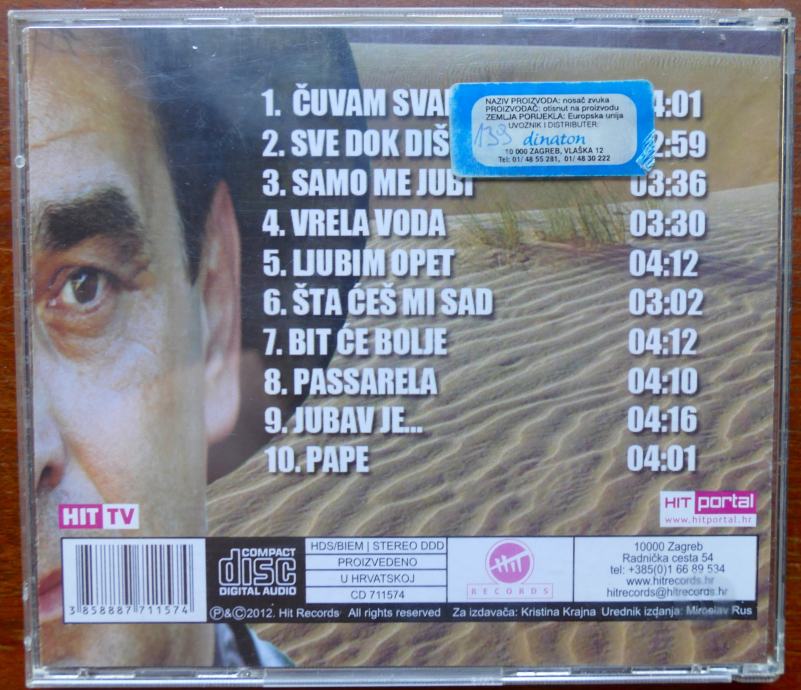 1. ČUVAM
4:01
2. SVE DOK
2:59
3. SAMO ME JUBI
03:36
4. VRELA VODA
03:30
5. LJUBIM OPET
04:12
6. ŠTA ĆEŠ MI SAD
03:02
7. BIT ĆE BOLJE
04:12
8. PASSARELA
04:10
9. JUBAV JE...
04:16
10. PAPE
04:01
NAZIV PROIZVODA: nosač zvuka
PROIZVOĐAČ: otisnut na proizvodu
ZEMLJA PORIJEKLA: Europska unija
UVOZNIK I DISTRIBUTER:
139 dinaton
10 000 ZAGREB, VLAŠKA 12
Tel: 01/ 48 55 281, 01/ 48 30 222
HIT TV
HIT portal
www.hitportal.hr
3 858887 711574
COMPACT
disc
DIGITAL AUDIO
HDS/BIEM | STEREO DDD
PROIZVEDENO
U HRVATSKOJ
CD 711574
HIT
RECORDS
10000 Zagreb
Radnička cesta 54
tel: +385(0)1 66 89 534
www.hitrecords.hr
hitrecords@hitrecords.hr
℗&©2012. Hit Records All rights reserved Za izdavača: Kristina Krajna Urednik izdanja: Miroslav Rus